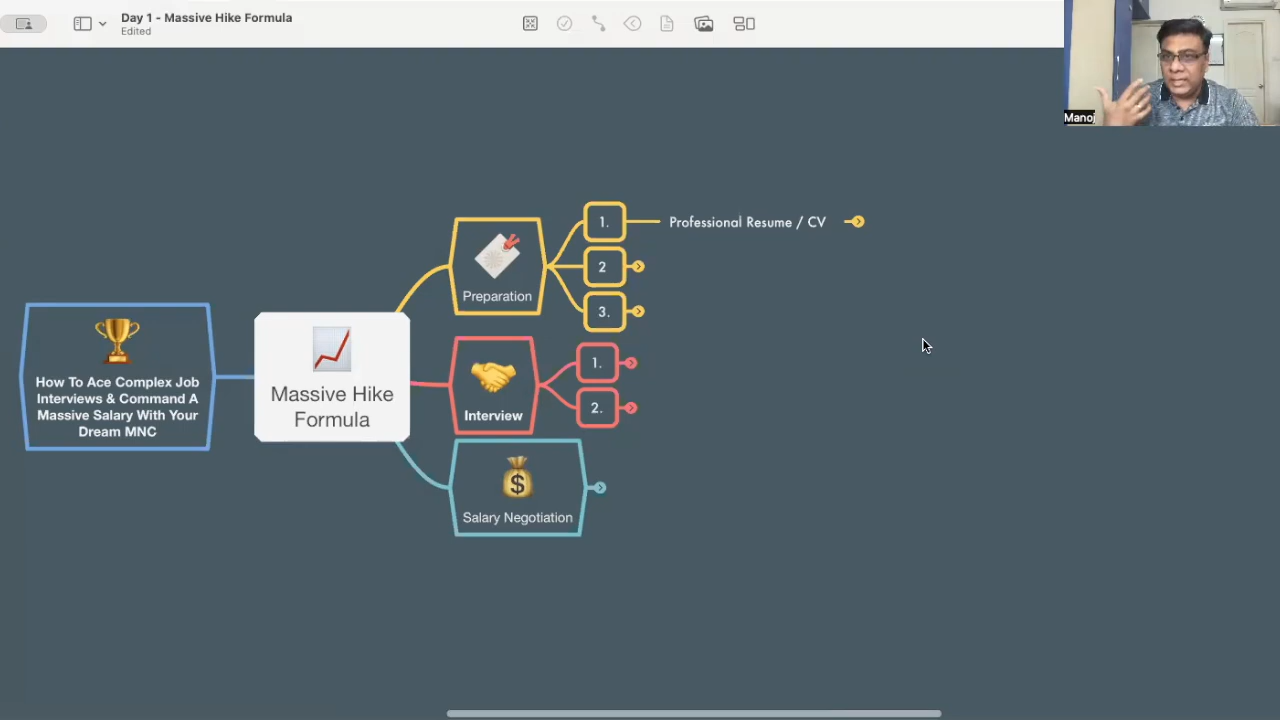 Day 1 - Massive Hike Formula
Edited
Manoj
1.
Professional Resume / CV
2
3.
Preparation
How To Ace Complex Job
Interviews & Command A
Massive Salary With Your
Dream MNC
Massive Hike
Formula
1.
2.
Interview
$
Salary Negotiation